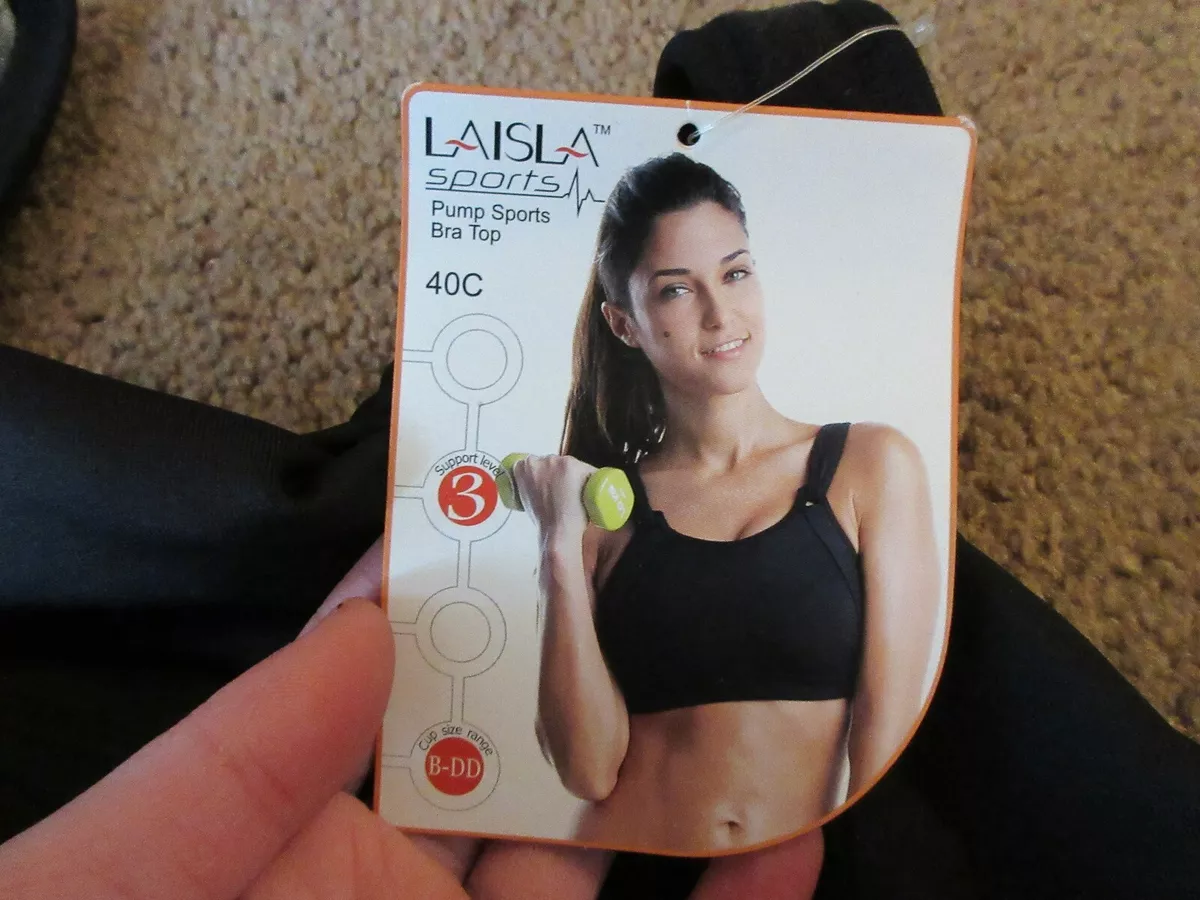 LAISLA™
sports
Pump Sports
Bra Top
40C
Support level
3
Cup size range
B-DD